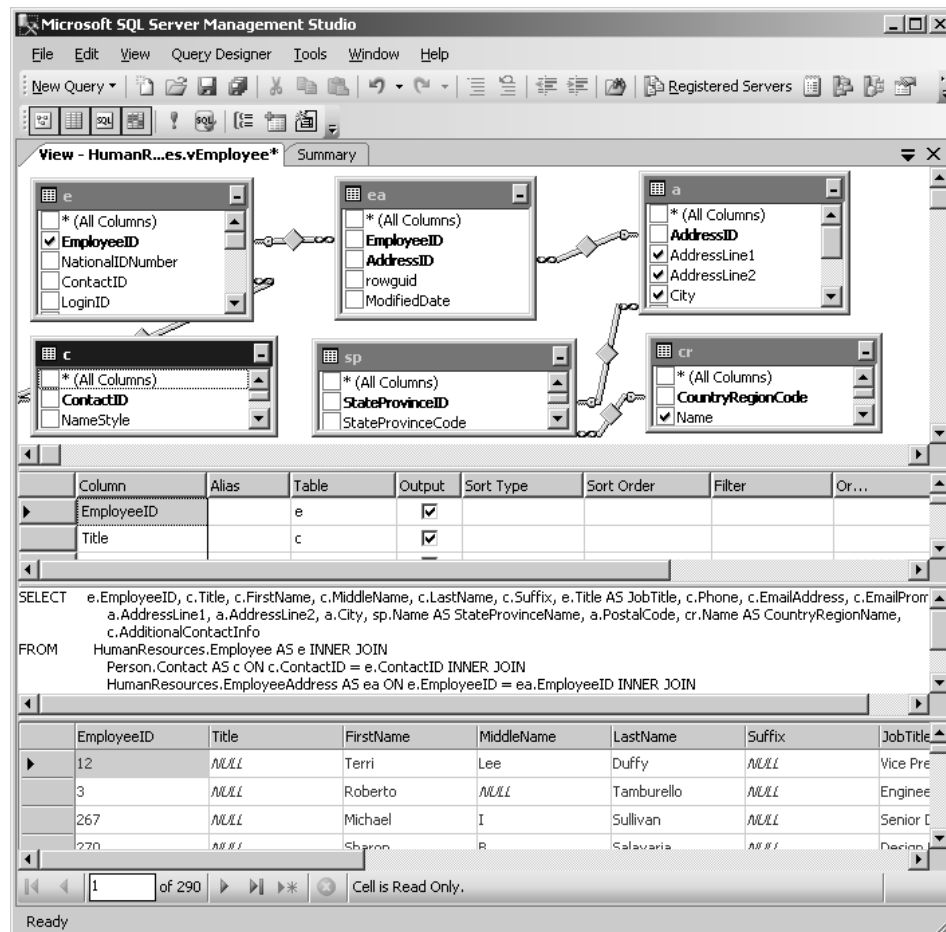 Microsoft SQL Server Management Studio
File Edit View Query Designer Tools Window Help
New Query Registered Servers
SQL SQL
View - HumanR...es.vEmployee* Summary
e
* (All Columns)
EmployeeID
NationalIDNumber
ContactID
LoginID
ea
* (All Columns)
EmployeeID
AddressID
rowguid
ModifiedDate
a
* (All Columns)
AddressID
AddressLine1
AddressLine2
City
c
* (All Columns)
ContactID
NameStyle
sp
* (All Columns)
StateProvinceID
StateProvinceCode
cr
* (All Columns)
CountryRegionCode
Name
Column Alias Table Output Sort Type Sort Order Filter Or...
EmployeeID e
Title c
SELECT e.EmployeeID, c.Title, c.FirstName, c.MiddleName, c.LastName, c.Suffix, e.Title AS JobTitle, c.Phone, c.EmailAddress, c.EmailProm
a.AddressLine1, a.AddressLine2, a.City, sp.Name AS StateProvinceName, a.PostalCode, cr.Name AS CountryRegionName,
c.AdditionalContactInfo
FROM HumanResources.Employee AS e INNER JOIN
Person.Contact AS c ON c.ContactID = e.ContactID INNER JOIN
HumanResources.EmployeeAddress AS ea ON e.EmployeeID = ea.EmployeeID INNER JOIN
EmployeeID Title FirstName MiddleName LastName Suffix JobTitle
12 NULL Terri Lee Duffy NULL Vice Pre
3 NULL Roberto NULL Tamburello NULL Enginee
267 NULL Michael I Sullivan NULL Senior D
270 NULL Sharon B Salavaria NULL Design
1 of 290 Cell is Read Only.
Ready